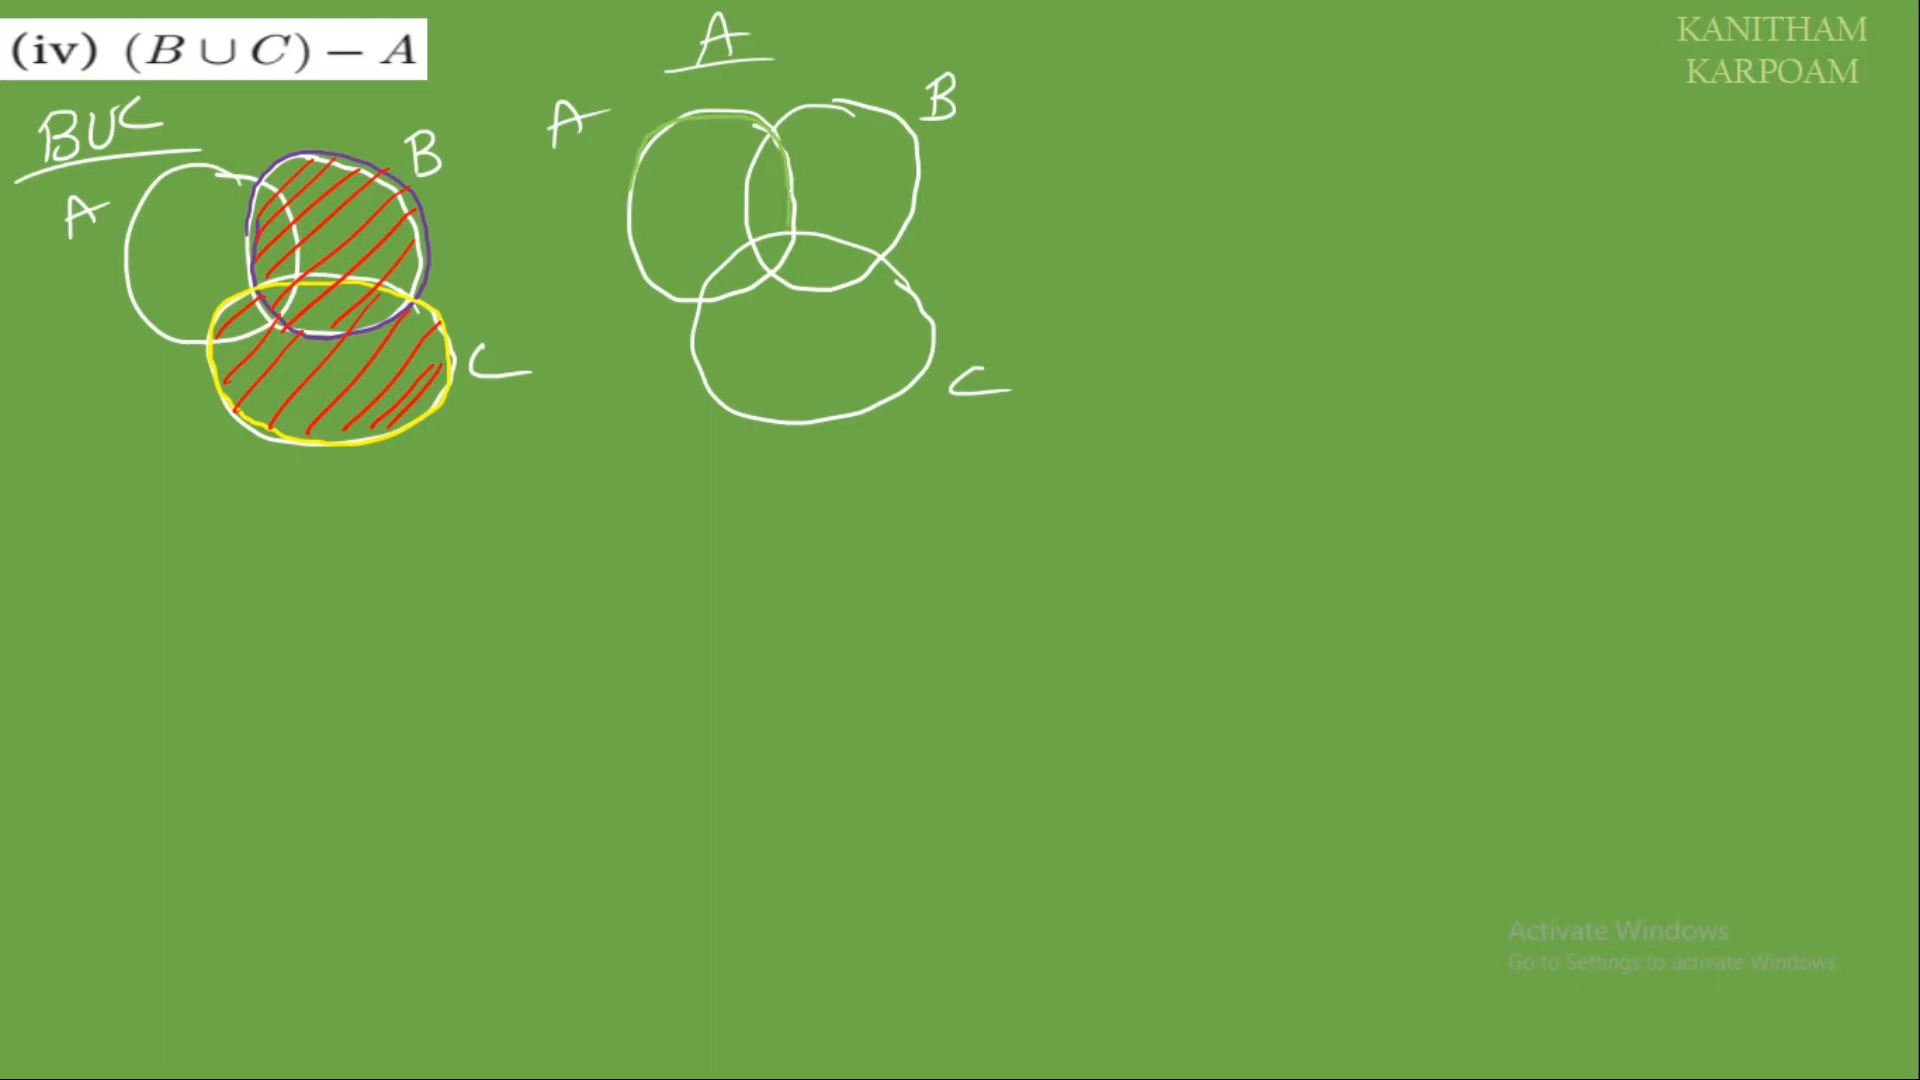 (iv) (B ∪ C) − A
KANITHAM
KARPOAM
B∪C
A
B
C
A
A
B
C
Activate Windows
Go to Settings to activate Windows.